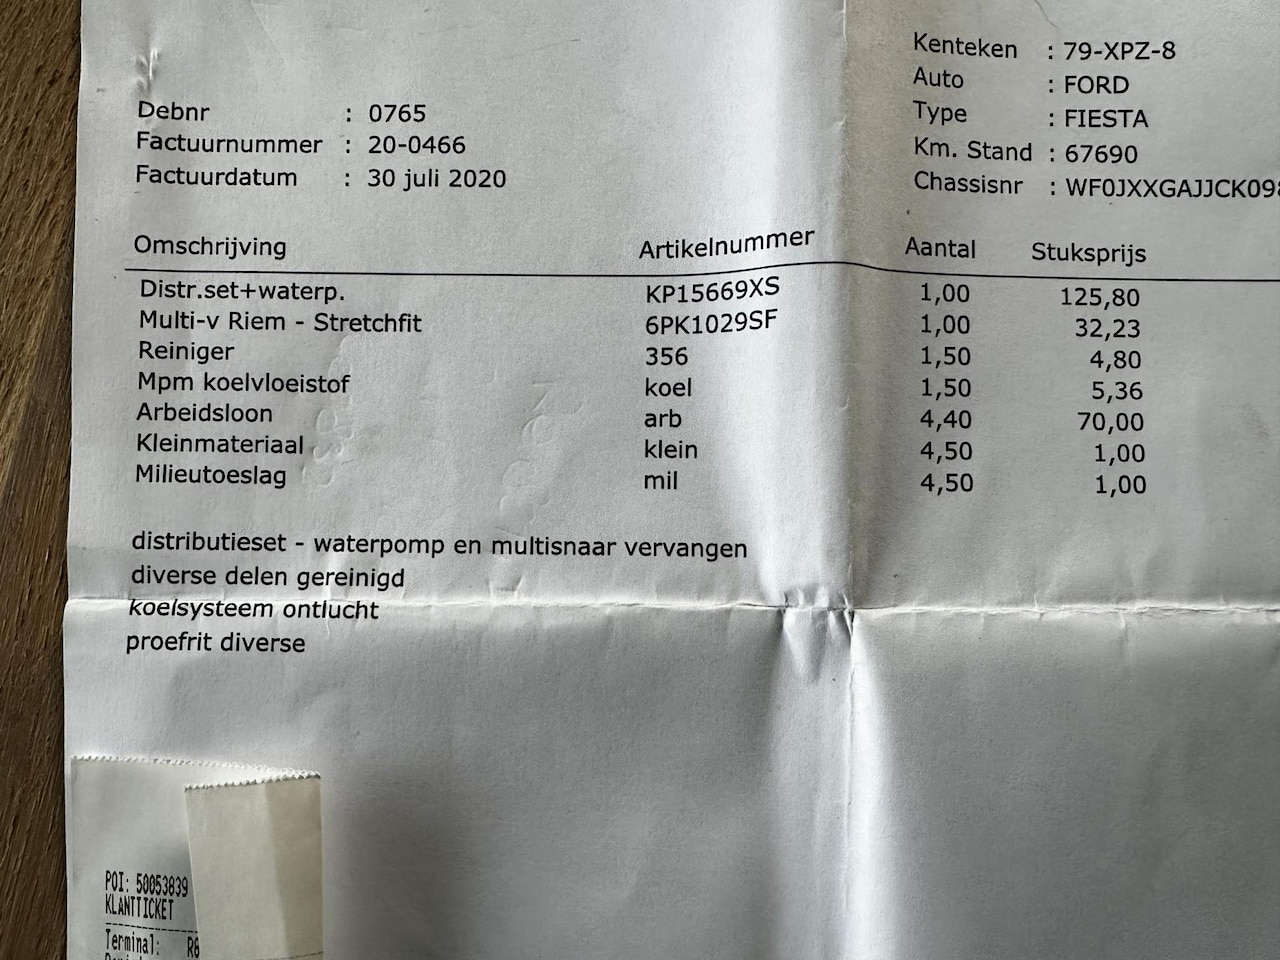 Kenteken : 79-XPZ-8
Auto : FORD
Type : FIESTA
Km. Stand : 67690
Chassisnr : WF0JXXGAJJCK09
Debnr : 0765
Factuurnummer : 20-0466
Factuurdatum : 30 juli 2020
Omschrijving Artikelnummer Aantal Stuksprijs
Distr.set+waterp. KP15669XS 1,00 125,80
Multi-v Riem - Stretchfit 6PK1029SF 1,00 32,23
Reiniger 356 1,50 4,80
Mpm koelvloeistof koel 1,50 5,36
Arbeidsloon arb 4,40 70,00
Kleinmateriaal klein 4,50 1,00
Milieutoeslag mil 4,50 1,00
distributieset - waterpomp en multisnaar vervangen
diverse delen gereinigd
koelsysteem ontlucht
proefrit diverse
POI: 50053839
KLANTTICKET
Terminal: